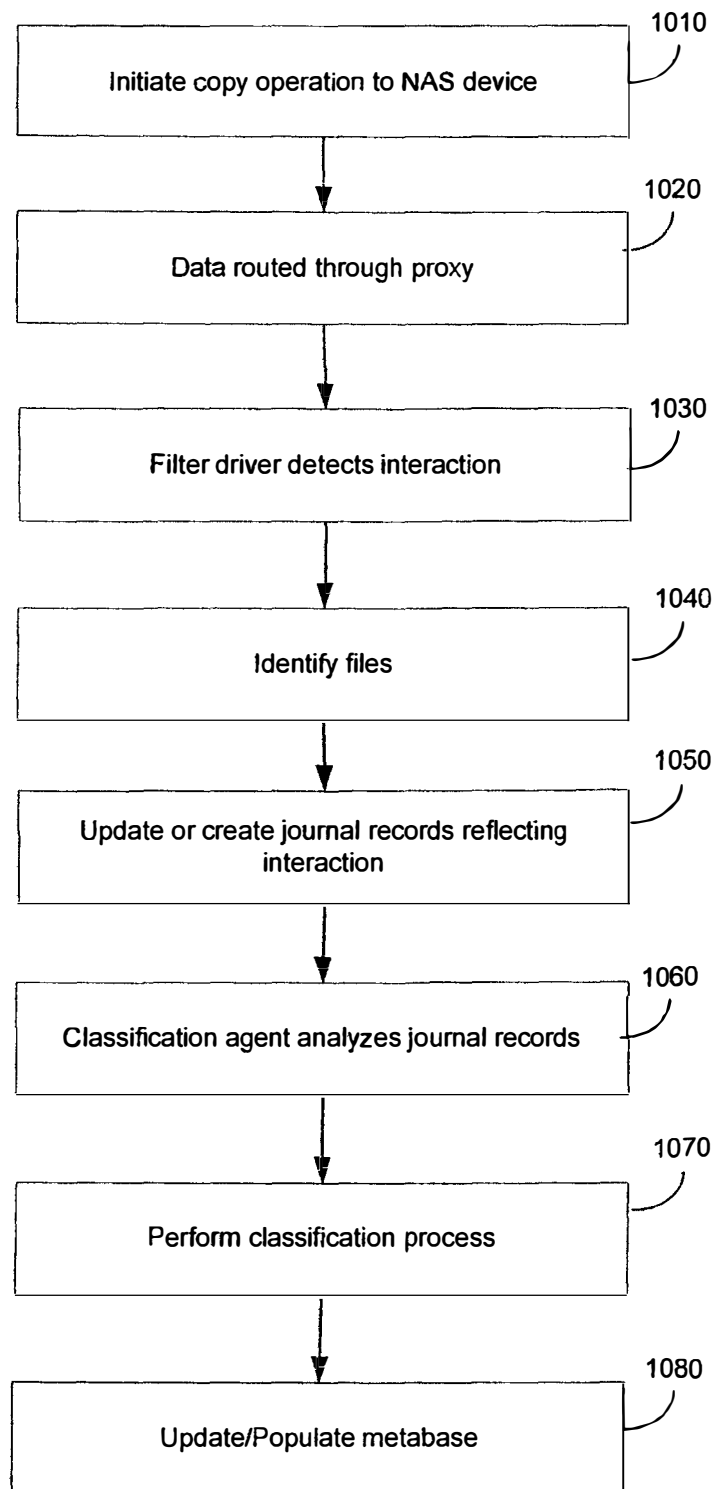 1010
Initiate copy operation to NAS device
1020
Data routed through proxy
1030
Filter driver detects interaction
1040
Identify files
1050
Update or create journal records reflecting
interaction
1060
Classification agent analyzes journal records
1070
Perform classification process
1080
Update/Populate metabase